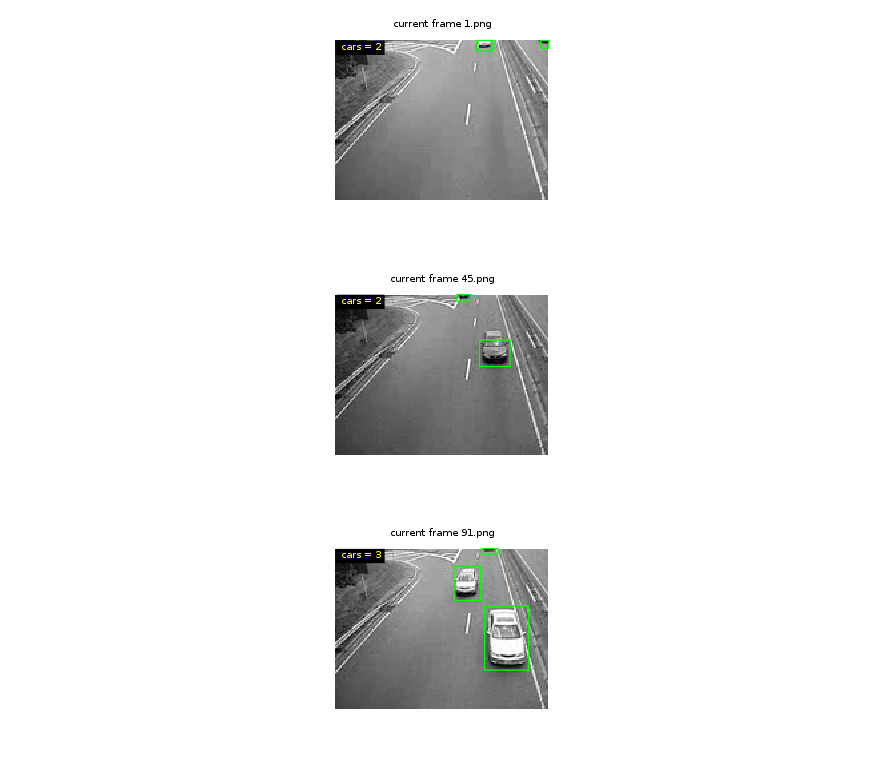 current frame 1.png
cars = 2
current frame 45.png
cars = 2
current frame 91.png
cars = 3